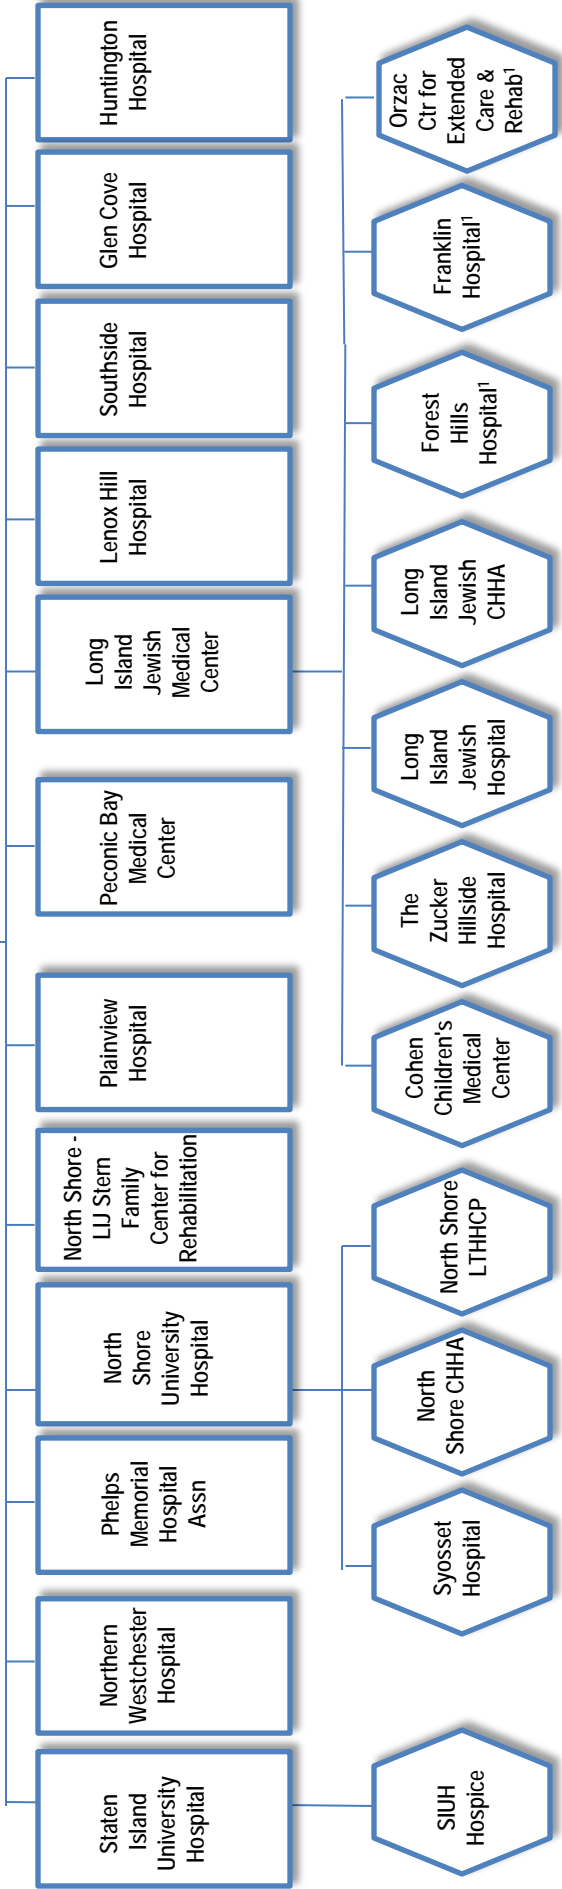 Staten
Island
University
Hospital
Northern
Westchester
Hospital
Phelps
Memorial
Hospital
Assn
North
Shore
University
Hospital
North Shore -
LIJ Stern
Family
Center for
Rehabilitation
Plainview
Hospital
Peconic Bay
Medical
Center
Long
Island
Jewish
Medical
Center
Lenox Hill
Hospital
Southside
Hospital
Glen Cove
Hospital
Huntington
Hospital
SIUH
Hospice
Syosset
Hospital
North
Shore CHHA
North Shore
LTHHCP
Cohen
Children's
Medical
Center
The
Zucker
Hillside
Hospital
Long
Island
Jewish
Hospital
Long
Island
Jewish
CHHA
Forest
Hills
Hospital¹
Franklin
Hospital¹
Orzac
Ctr for
Extended
Care &
Rehab¹